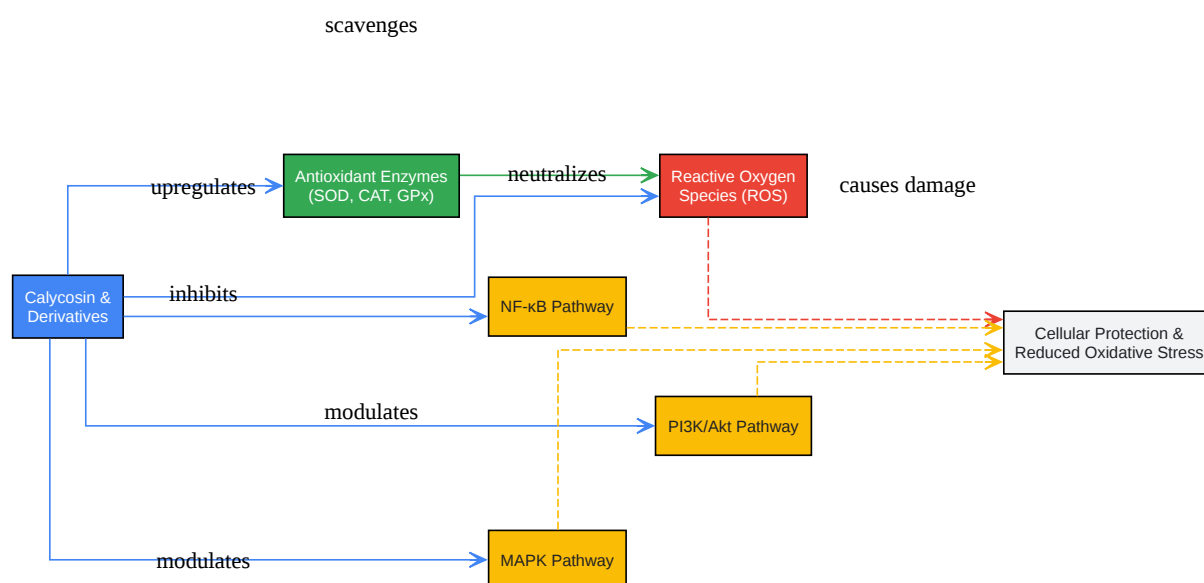 scavenges
upregulates
Antioxidant Enzymes
(SOD, CAT, GPx)
neutralizes
Reactive Oxygen
Species (ROS)
causes damage
Calycosin &
Derivatives
inhibits
NF-κB Pathway
Cellular Protection &
Reduced Oxidative Stress
modulates
PI3K/Akt Pathway
modulates
MAPK Pathway